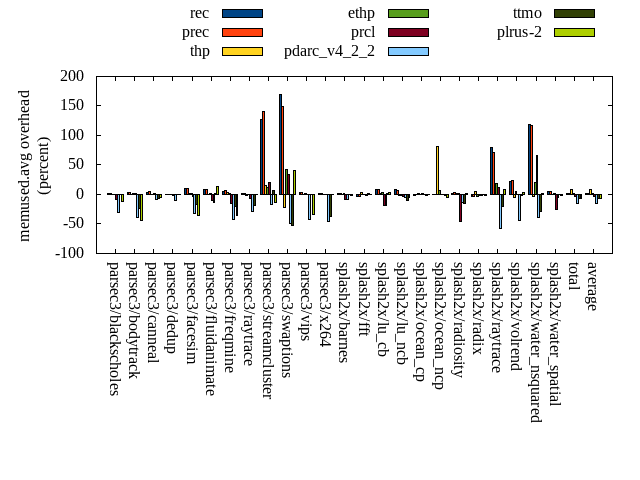 rec
prec
thp
ethp
prcl
pdarc_v4_2_2
ttmo
plrus-2
memused.avg overhead
(percent)
200
150
100
50
0
-50
-100
parsec3/blackscholes
parsec3/bodytrack
parsec3/canneal
parsec3/dedup
parsec3/facesim
parsec3/fluidanimate
parsec3/freqmine
parsec3/raytrace
parsec3/streamcluster
parsec3/swaptions
parsec3/vips
parsec3/x264
splash2x/barnes
splash2x/fft
splash2x/lu_cb
splash2x/lu_ncb
splash2x/ocean_cp
splash2x/ocean_ncp
splash2x/radiosity
splash2x/radix
splash2x/raytrace
splash2x/volrend
splash2x/water_nsquared
splash2x/water_spatial
total
average